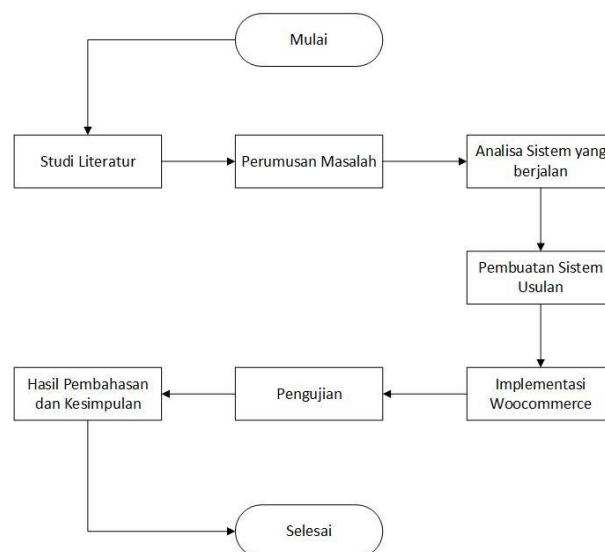 Mulai
Studi Literatur
Perumusan Masalah
Analisa Sistem yang
berjalan
Pembuatan Sistem
Usulan
Implementasi
Woocommerce
Pengujian
Hasil Pembahasan
dan Kesimpulan
Selesai